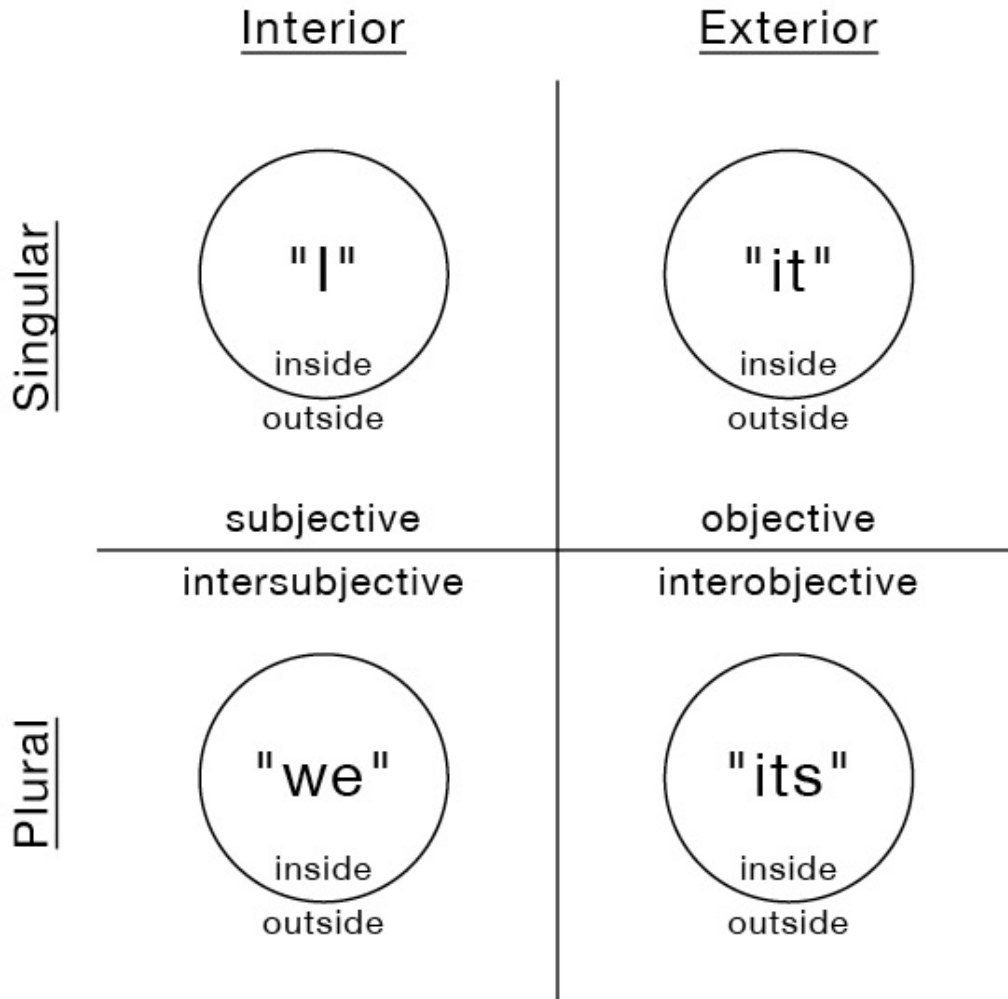 Interior
Exterior
Singular
"I"
inside
outside
subjective
"it"
inside
outside
objective
Plural
intersubjective
"we"
inside
outside
interobjective
"its"
inside
outside